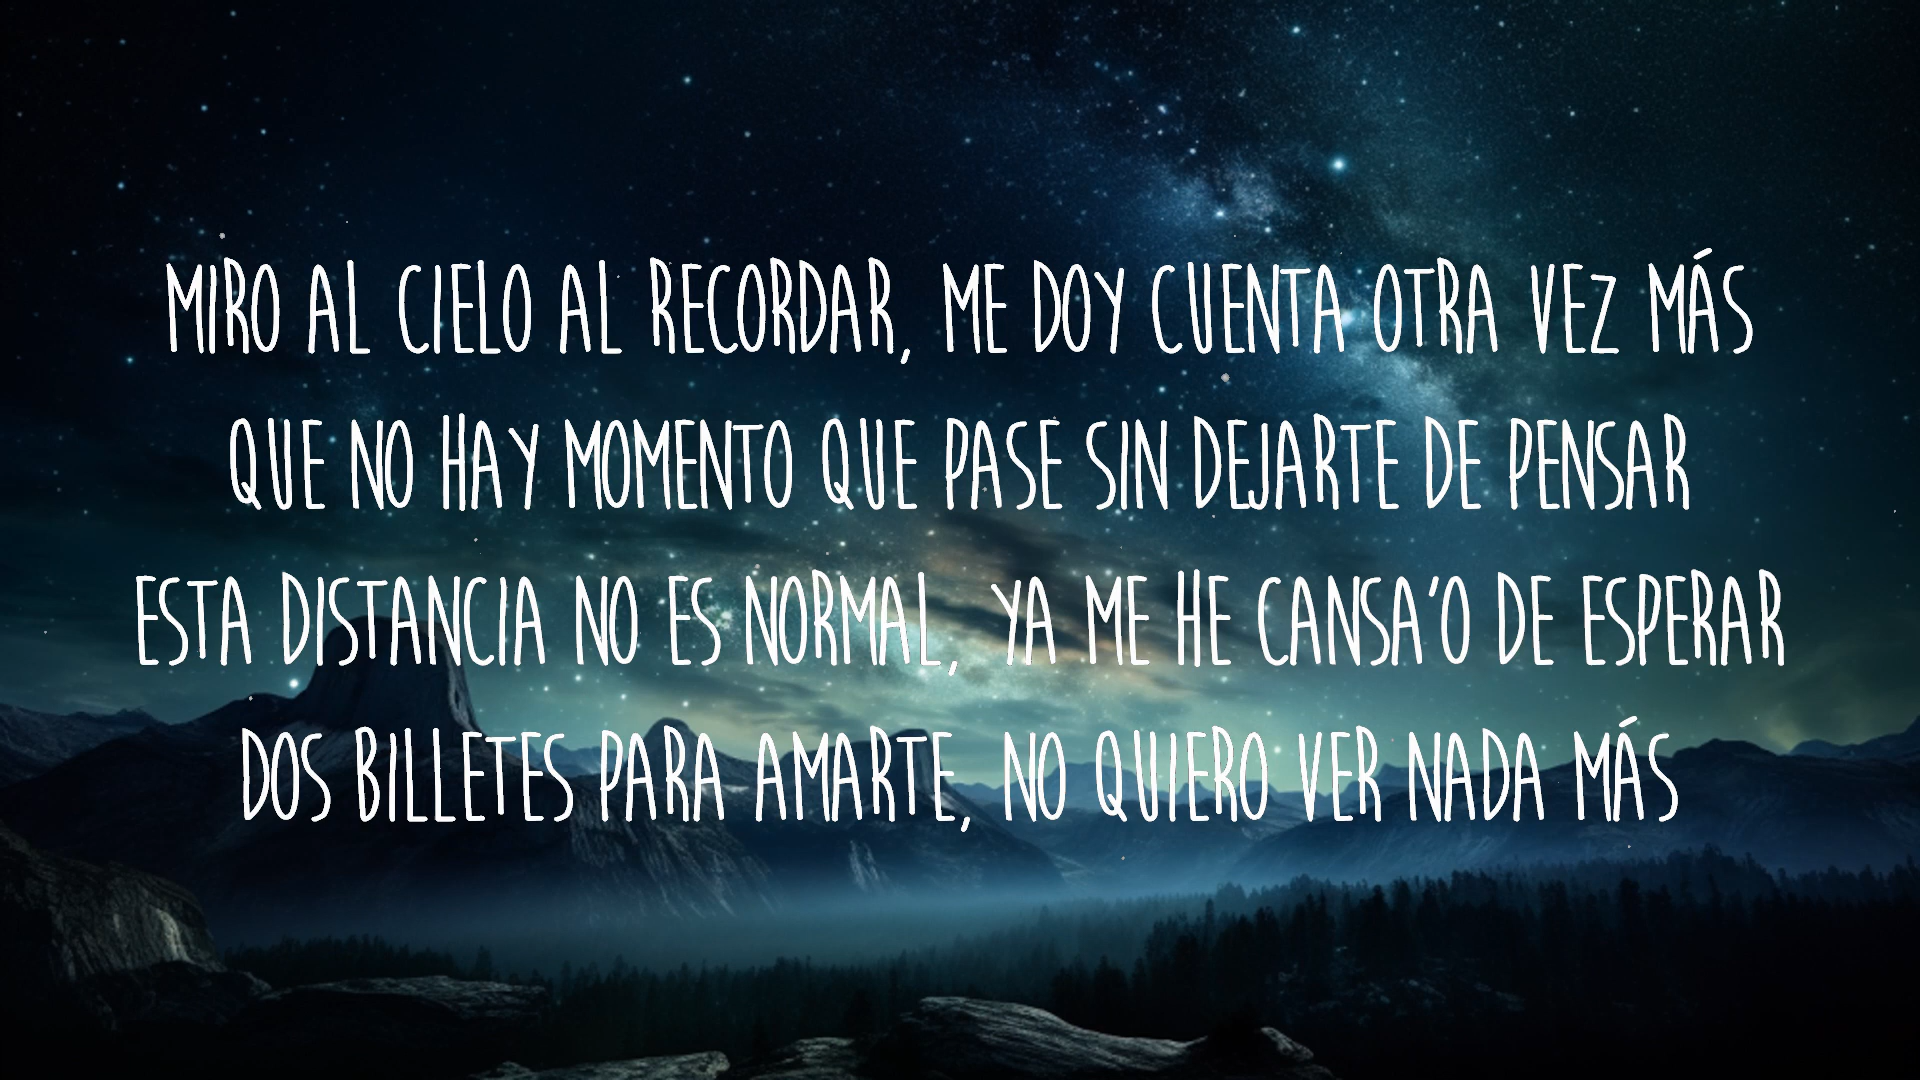 MIRO AL CIELO AL RECORDAR, ME DOY CUENTA OTRA VEZ MÁS
QUE NO HAY MOMENTO QUE PASE SIN DEJARTE DE PENSAR
ESTA DISTANCIA NO ES NORMAL, YA ME HE CANSA'O DE ESPERAR
DOS BILLETES PARA AMARTE, NO QUIERO VER NADA MÁS